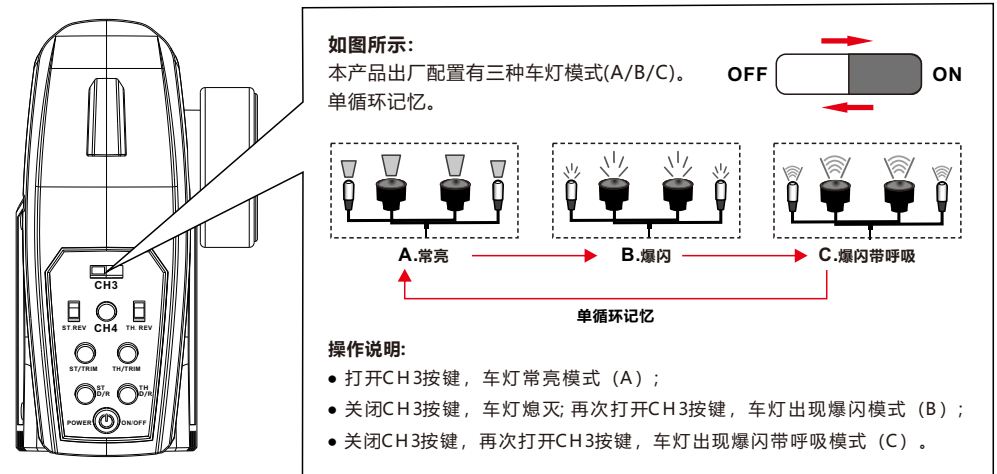 如图所示:
本产品出厂配置有三种车灯模式(A/B/C)。
单循环记忆。
OFF
ON
A.常亮
B.爆闪
C.爆闪带呼吸
单循环记忆
操作说明:
● 打开CH3按键，车灯常亮模式（A）;
● 关闭CH3按键，车灯熄灭; 再次打开CH3按键，车灯出现爆闪模式（B）;
● 关闭CH3按键，再次打开CH3按键，车灯出现爆闪带呼吸模式（C）。
CH3
ST.REV
CH4
TH. REV
ST/TRIM
TH/TRIM
ST
D/R
TH
D/R
POWER
ON/OFF